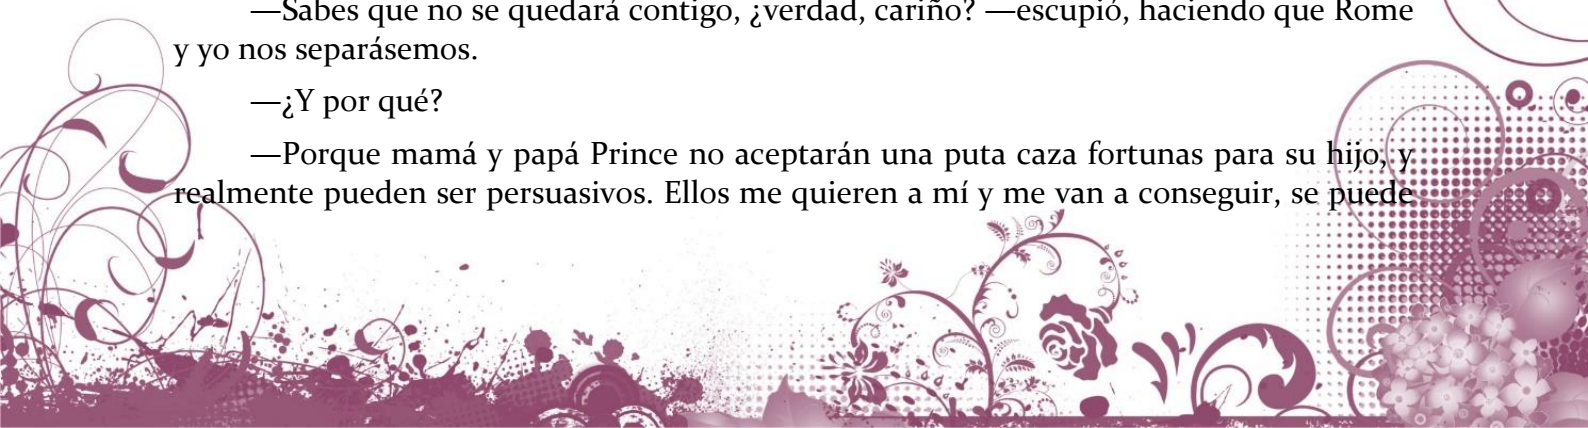 —Sabes que no se quedará contigo, ¿verdad, cariño? —escupió, haciendo que Rome
y yo nos separásemos.
—¿Y por qué?
—Porque mamá y papá Prince no aceptarán una puta caza fortunas para su hijo, y
realmente pueden ser persuasivos. Ellos me quieren a mí y me van a conseguir, se puede